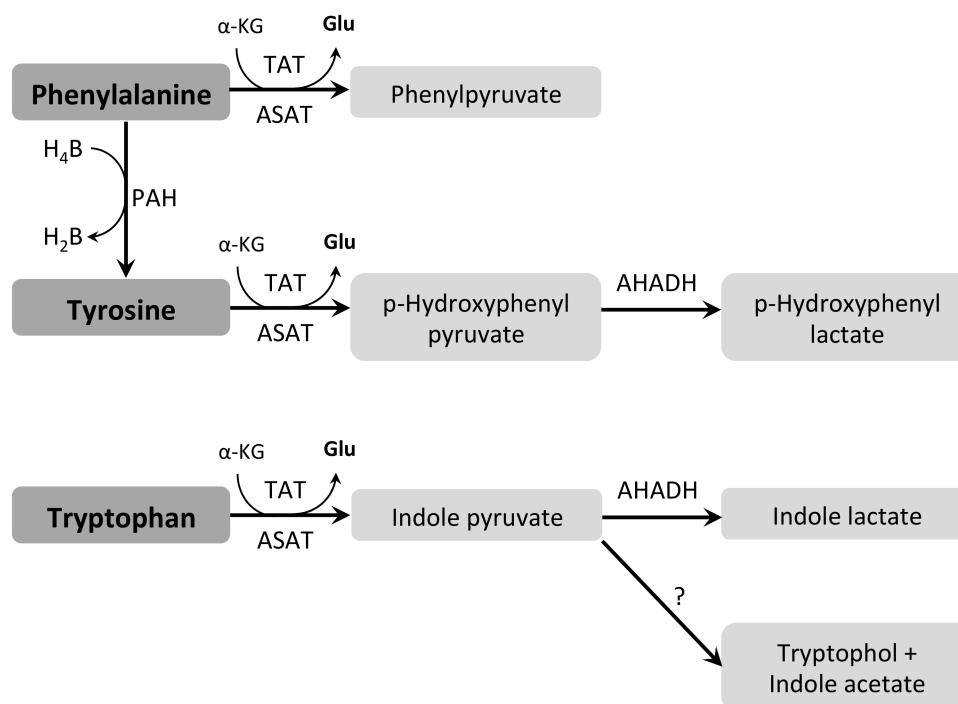 α-KG
Glu
TAT
Phenylalanine
Phenylpyruvate
ASAT
H₄B
PAH
H₂B
α-KG
Glu
TAT
AHADH
Tyrosine
p-Hydroxyphenyl
pyruvate
p-Hydroxyphenyl
lactate
ASAT
α-KG
Glu
TAT
AHADH
Tryptophan
Indole pyruvate
Indole lactate
ASAT
?
Tryptophol +
Indole acetate